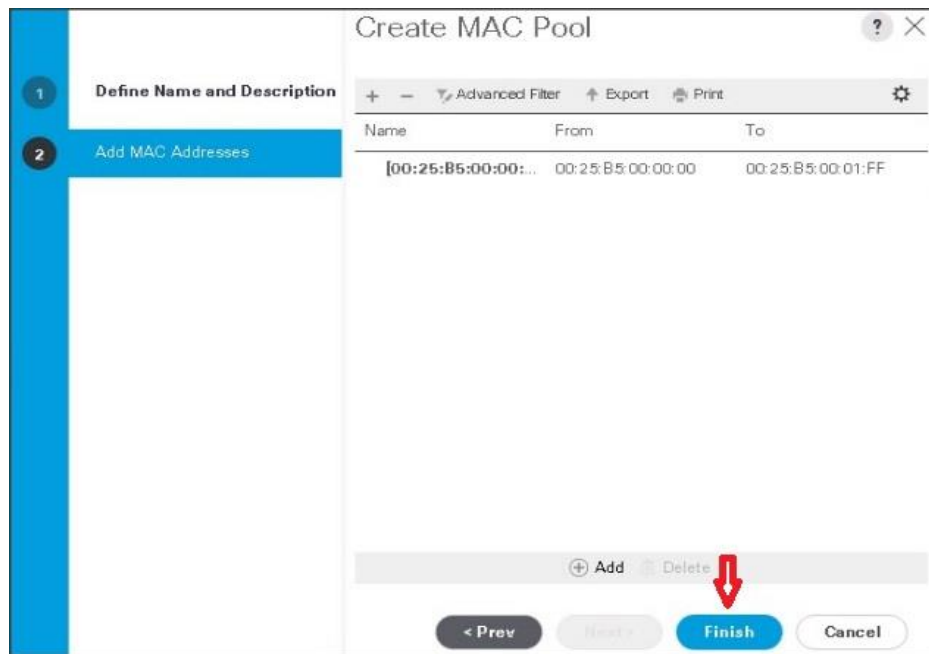 Create MAC Pool
?
1 Define Name and Description
2 Add MAC Addresses
+ − Advanced Filter Export Print
Name From To
[00:25:B5:00:00:... 00:25:B5:00:00:00 00:25:B5:00:01:FF
Add Delete
< Prev Next > Finish Cancel